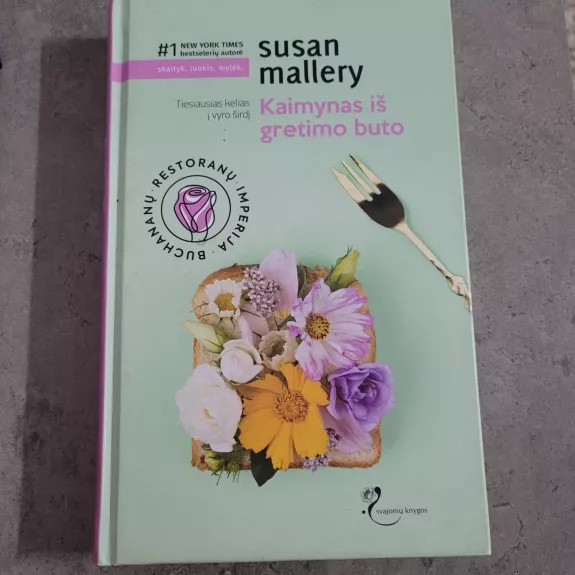 #1 NEW YORK TIMES
bestselerių autorė
skaityk. juokis. mylėk.
susan
mallery
Tiesiausias kelias
į vyro širdį
Kaimynas iš
gretimo buto
BUCHANANŲ · RESTORANŲ · IMPERIJA ·
svajonių knygos